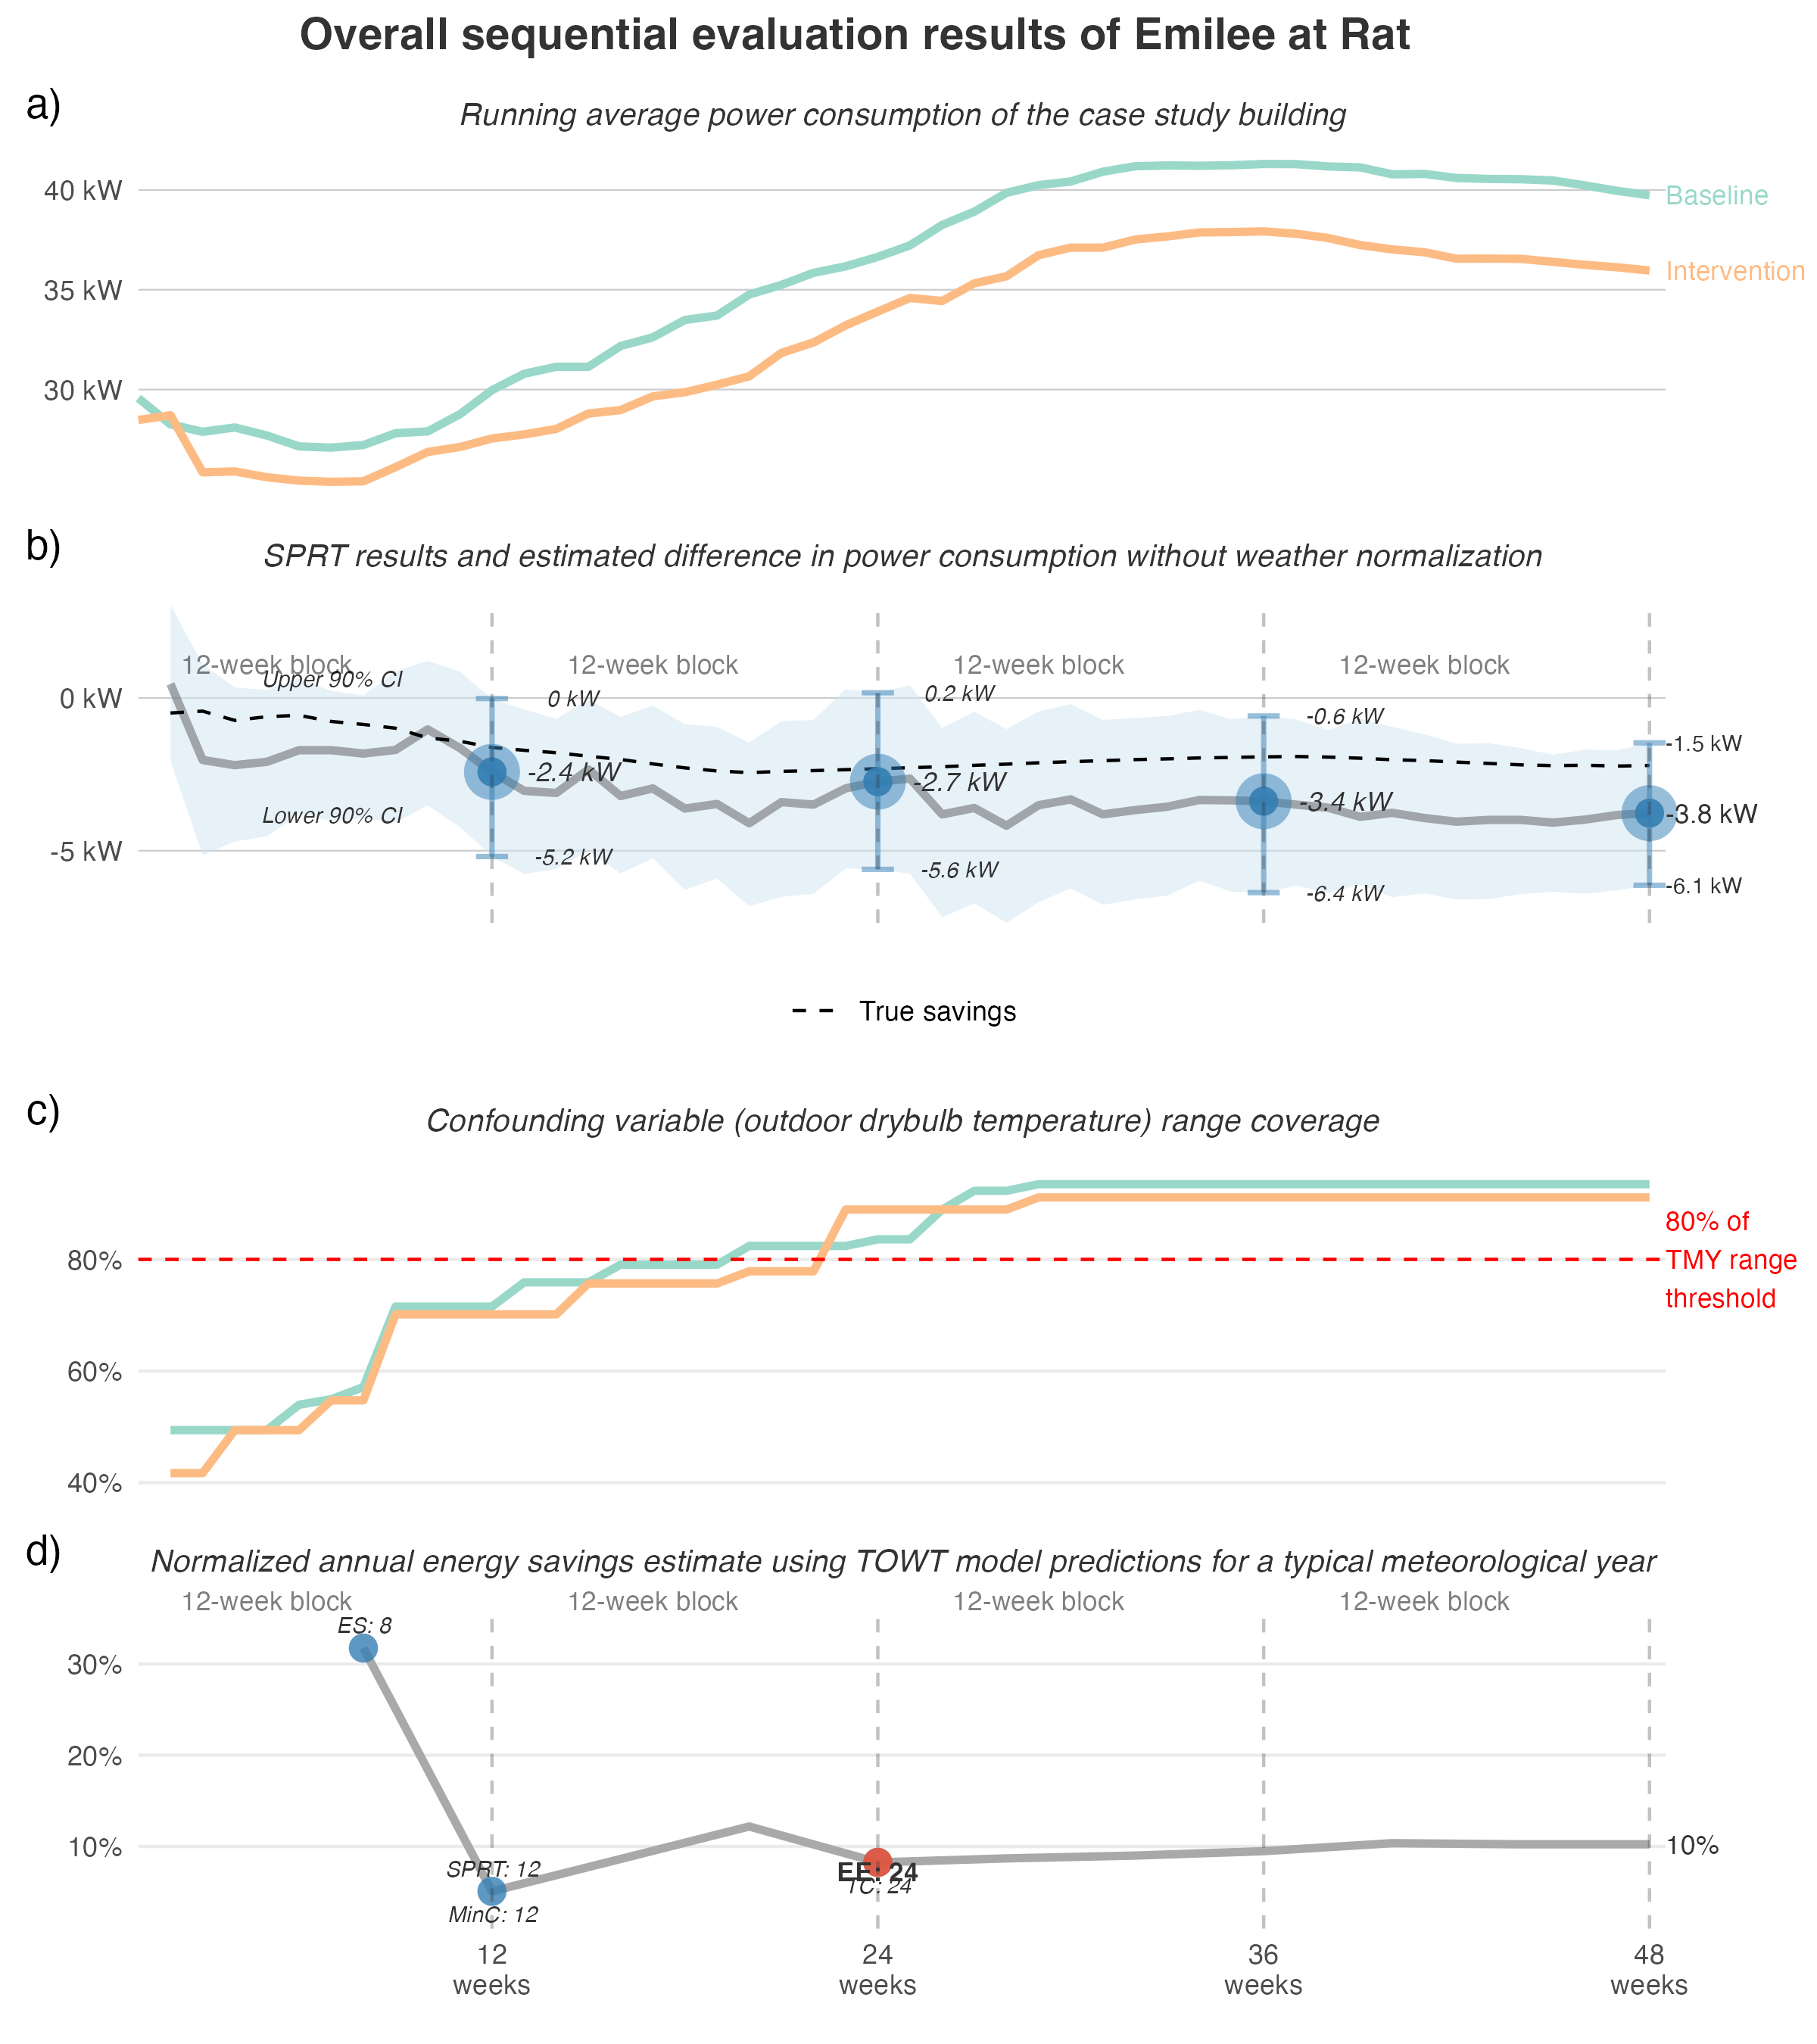 Overall sequential evaluation results of Emilee at Rat
a)
Running average power consumption of the case study building
40 kW
35 kW
30 kW
Baseline
Intervention
b)
SPRT results and estimated difference in power consumption without weather normalization
12-week block
12-week block
12-week block
12-week block
Upper 90% CI
Lower 90% CI
0 kW
-5 kW
0 kW
-2.4 kW
-5.2 kW
0.2 kW
-2.7 kW
-5.6 kW
-0.6 kW
-3.4 kW
-6.4 kW
-1.5 kW
-3.8 kW
-6.1 kW
True savings
c)
Confounding variable (outdoor drybulb temperature) range coverage
80%
60%
40%
80% of
TMY range
threshold
d)
Normalized annual energy savings estimate using TOWT model predictions for a typical meteorological year
12-week block
12-week block
12-week block
12-week block
30%
20%
10%
ES: 8
SPRT: 12
MinC: 12
EE: 24
TC: 24
10%
12
weeks
24
weeks
36
weeks
48
weeks